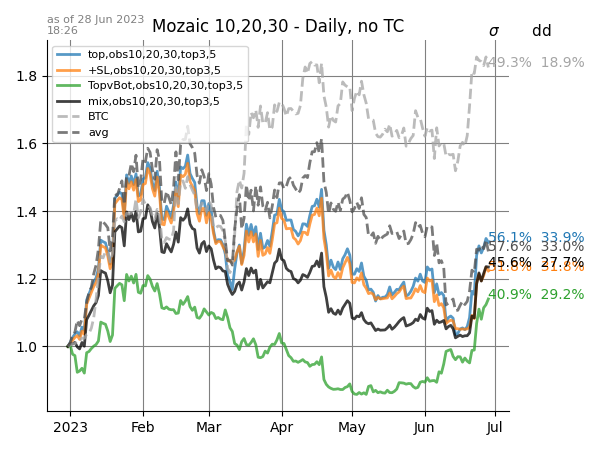 as of 28 Jun 2023
18:26
Mozaic 10,20,30 - Daily, no TC
σ dd
top,obs10,20,30,top3,5
+SL,obs10,20,30,top3,5
TopvBot,obs10,20,30,top3,5
mix,obs10,20,30,top3,5
BTC
avg
1.8
1.6
1.4
1.2
1.0
49.3% 18.9%
56.1% 33.9%
57.6% 33.0%
45.6% 27.7%
40.9% 29.2%
2023 Feb Mar Apr May Jun Jul